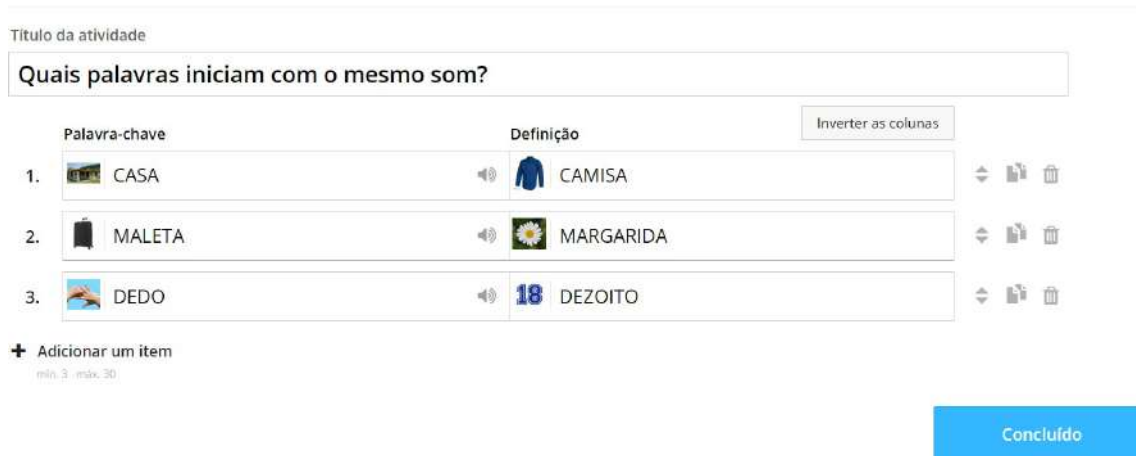 Título da atividade
Quais palavras iniciam com o mesmo som?
Inverter as colunas
Palavra-chave Definição
1. CASA CAMISA
2. MALETA MARGARIDA
3. DEDO 18 DEZOITO
+ Adicionar um item
mín. 3 máx. 30
Concluído